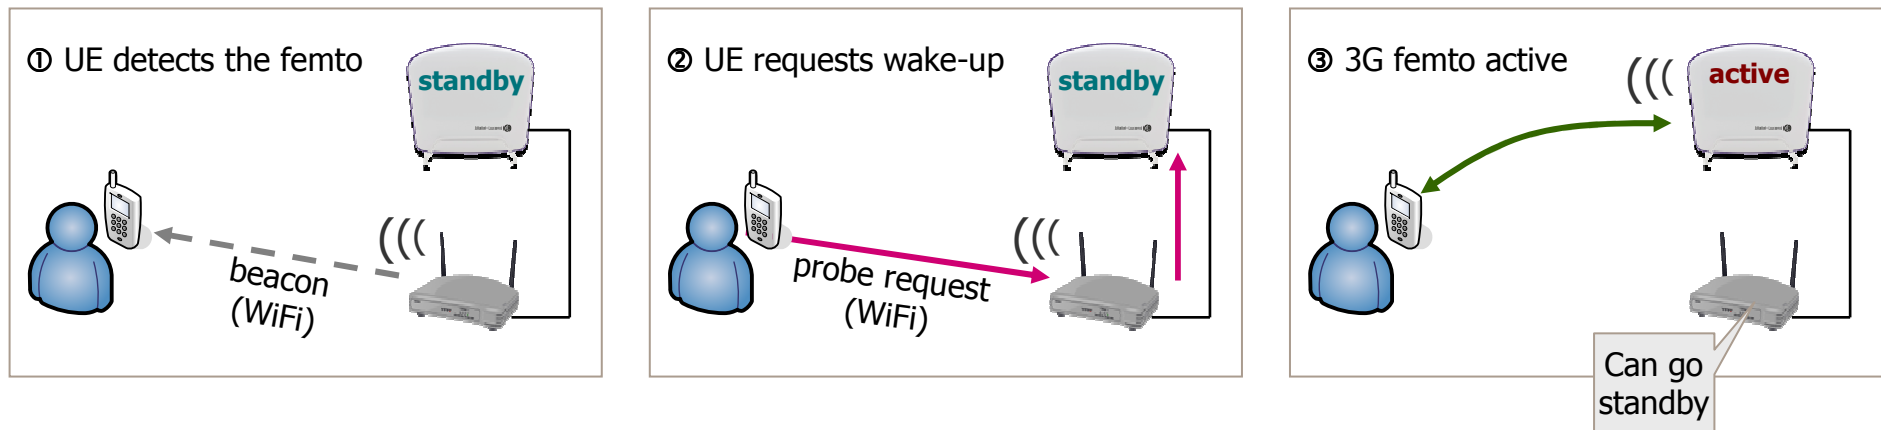 ① UE detects the femto
standby
beacon
(WiFi)
② UE requests wake-up
standby
probe request
(WiFi)
③ 3G femto active
active
Can go
standby